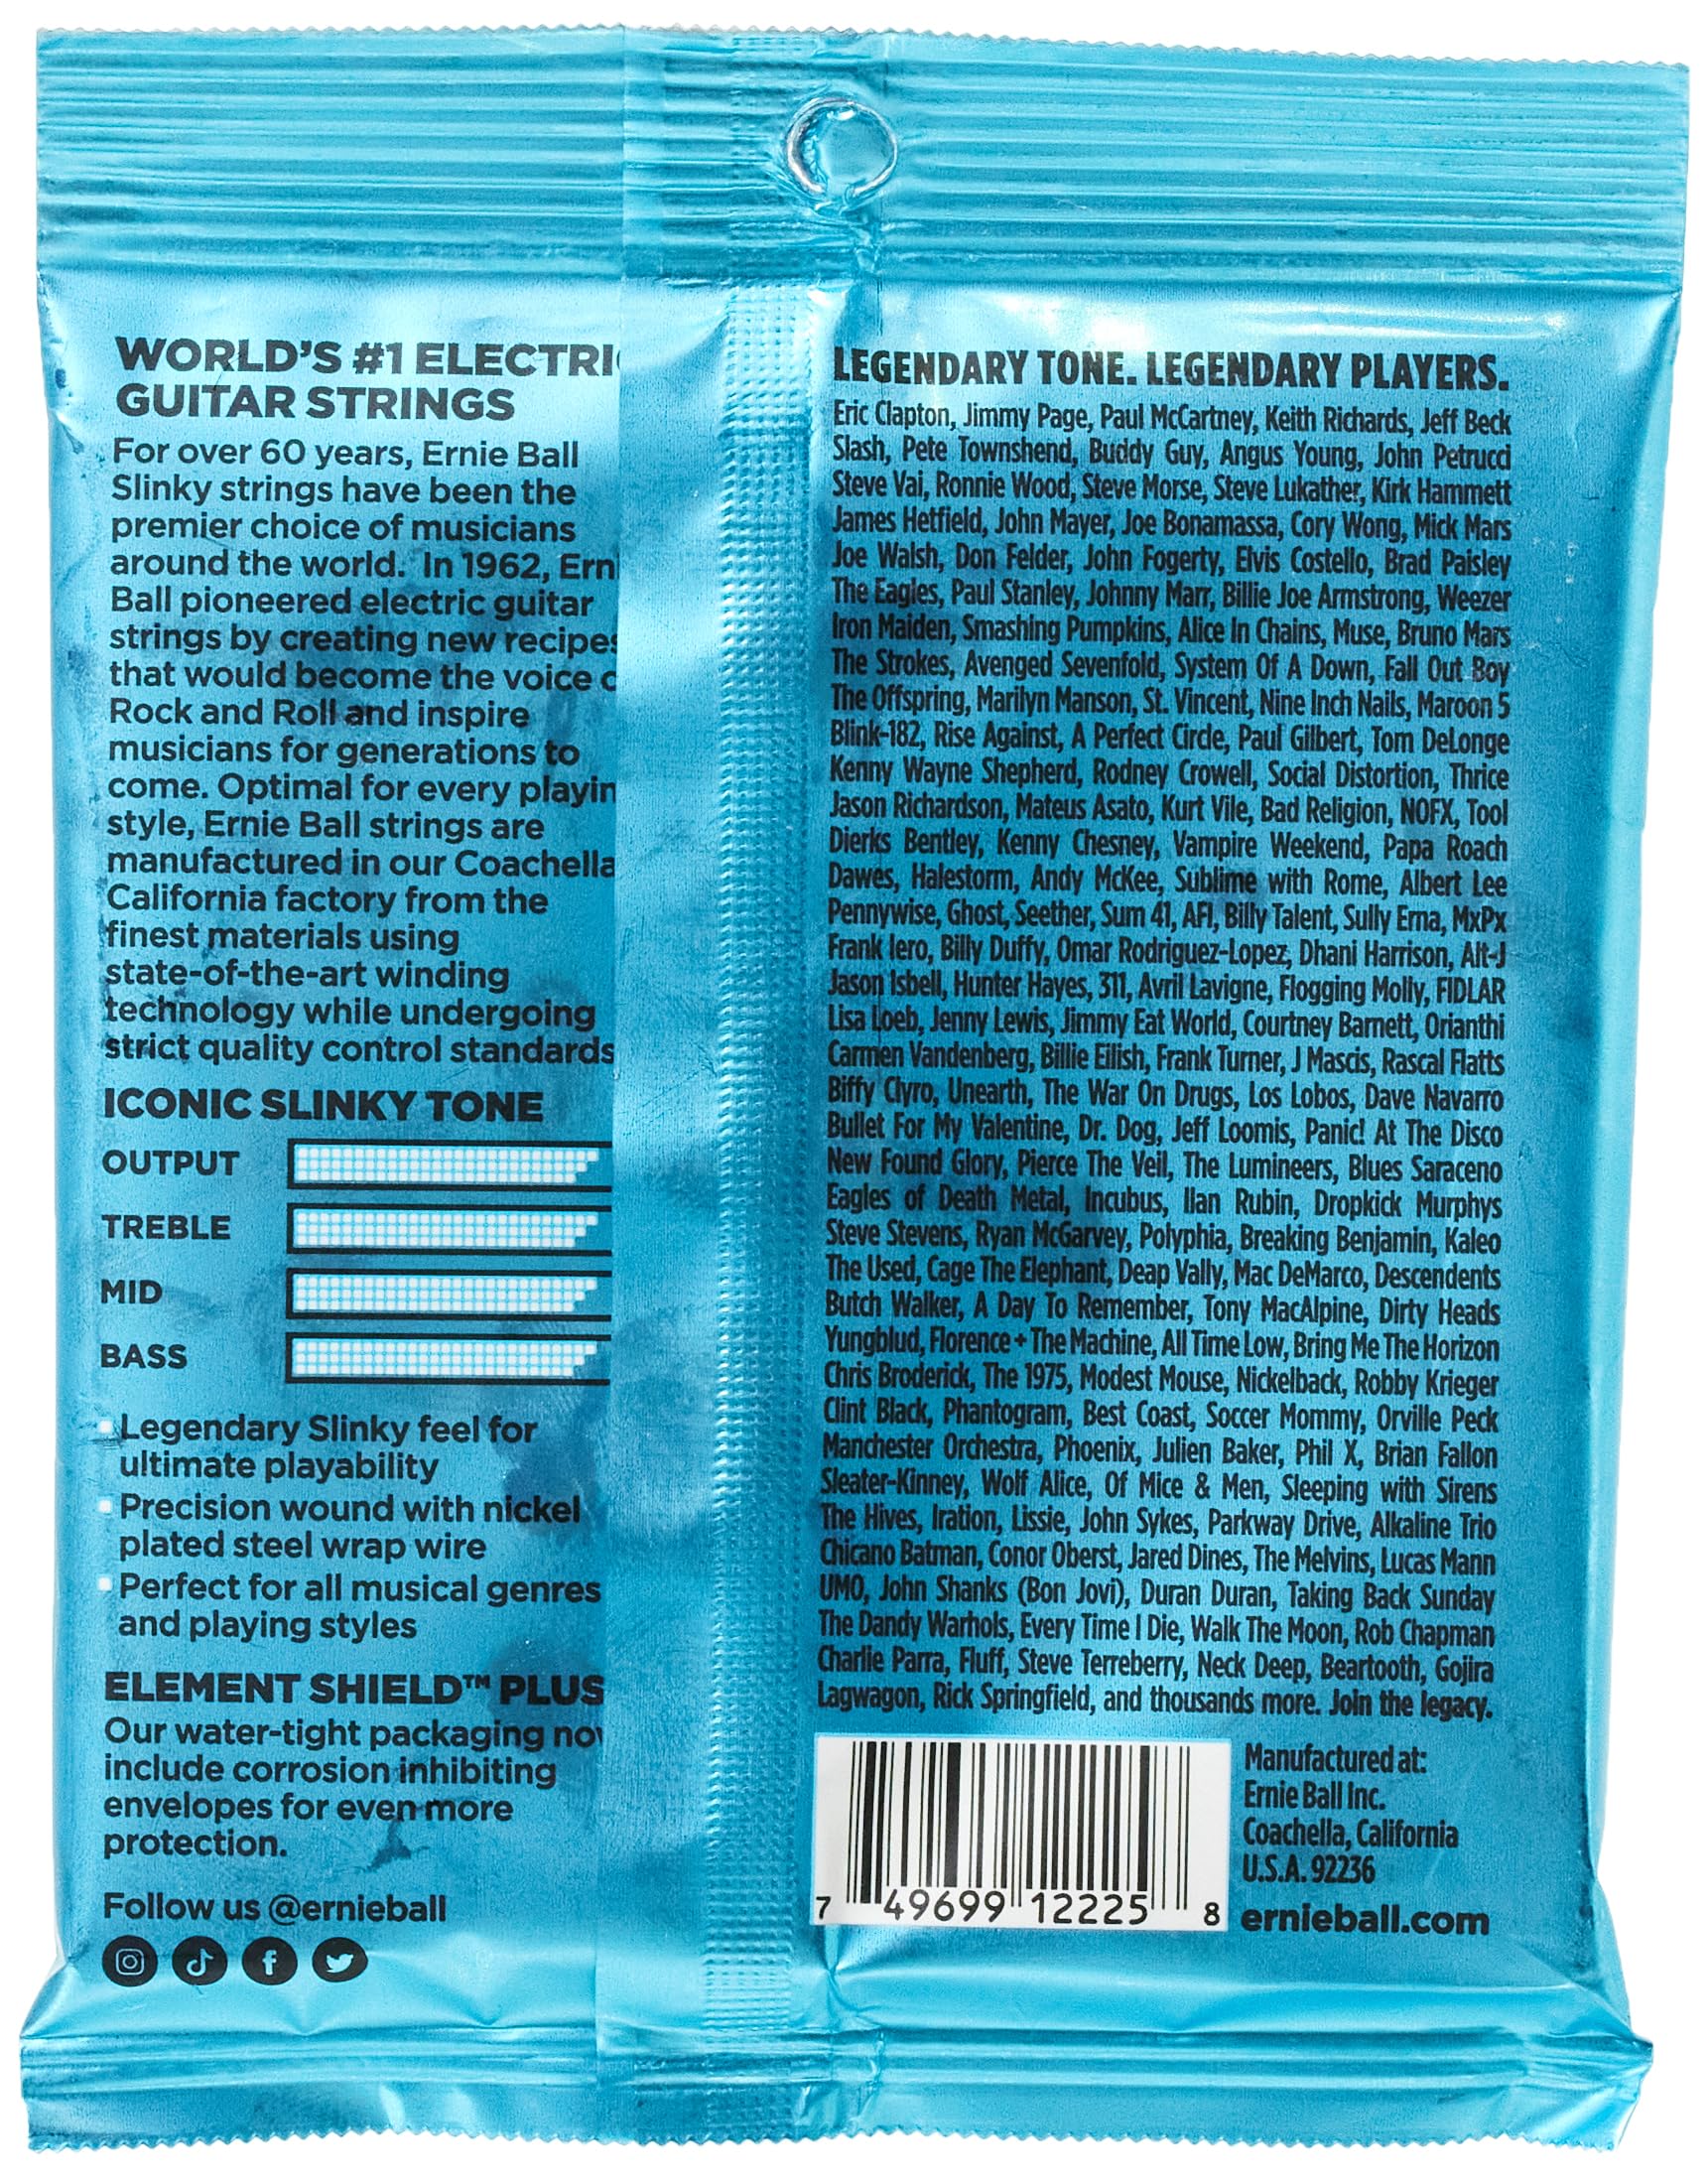 WORLD'S #1 ELECTRI
GUITAR STRINGS
For over 60 years, Ernie Ball
Slinky strings have been the
premier choice of musicians
around the world. In 1962, Ern
Ball pioneered electric guitar
strings by creating new recipes
that would become the voice
Rock and Roll and inspire
musicians for generations to
come. Optimal for every playin
style, Ernie Ball strings are
manufactured in our Coachella
California factory from the
finest materials using
state-of-the-art winding
technology while undergoing
strict quality control standards
ICONIC SLINKY TONE
OUTPUT
TREBLE
MID
BASS
Legendary Slinky feel for
ultimate playability
Precision wound with nickel
plated steel wrap wire
Perfect for all musical genres
and playing styles
ELEMENT SHIELD™ PLUS
Our water-tight packaging no
include corrosion inhibiting
envelopes for even more
protection.
Follow us @ernieball
LEGENDARY TONE. LEGENDARY PLAYERS.
Eric Clapton, Jimmy Page, Paul McCartney, Keith Richards, Jeff Beck
Slash, Pete Townshend, Buddy Guy, Angus Young, John Petrucci
Steve Vai, Ronnie Wood, Steve Morse, Steve Lukather, Kirk Hammett
James Hetfield, John Mayer, Joe Bonamassa, Cory Wong, Mick Mars
Joe Walsh, Don Felder, John Fogerty, Elvis Costello, Brad Paisley
The Eagles, Paul Stanley, Johnny Marr, Billie Joe Armstrong, Weezer
Iron Maiden, Smashing Pumpkins, Alice In Chains, Muse, Bruno Mars
The Strokes, Avenged Sevenfold, System Of A Down, Fall Out Boy
The Offspring, Marilyn Manson, St. Vincent, Nine Inch Nails, Maroon 5
Blink-182, Rise Against, A Perfect Circle, Paul Gilbert, Tom DeLonge
Kenny Wayne Shepherd, Rodney Crowell, Social Distortion, Thrice
Jason Richardson, Mateus Asato, Kurt Vile, Bad Religion, NOFX, Tool
Dierks Bentley, Kenny Chesney, Vampire Weekend, Papa Roach
Dawes, Halestorm, Andy McKee, Sublime with Rome, Albert Lee
Pennywise, Ghost, Seether, Sum 41, AFI, Billy Talent, Sully Erna, MxPx
Frank Iero, Billy Duffy, Omar Rodriguez-Lopez, Dhani Harrison, Alt-J
Jason Isbell, Hunter Hayes, 311, Avril Lavigne, Flogging Molly, FIDLAR
Lisa Loeb, Jenny Lewis, Jimmy Eat World, Courtney Barnett, Orianthi
Carmen Vandenberg, Billie Eilish, Frank Turner, J Mascis, Rascal Flatts
Biffy Clyro, Unearth, The War On Drugs, Los Lobos, Dave Navarro
Bullet For My Valentine, Dr. Dog, Jeff Loomis, Panic! At The Disco
New Found Glory, Pierce The Veil, The Lumineers, Blues Saraceno
Eagles of Death Metal, Incubus, Ilan Rubin, Dropkick Murphys
Steve Stevens, Ryan McGarvey, Polyphia, Breaking Benjamin, Kaleo
The Used, Cage The Elephant, Deap Vally, Mac DeMarco, Descendents
Butch Walker, A Day To Remember, Tony MacAlpine, Dirty Heads
Yungblud, Florence + The Machine, All Time Low, Bring Me The Horizon
Chris Broderick, The 1975, Modest Mouse, Nickelback, Robby Krieger
Clint Black, Phantogram, Best Coast, Soccer Mommy, Orville Peck
Manchester Orchestra, Phoenix, Julien Baker, Phil X, Brian Fallon
Sleater-Kinney, Wolf Alice, Of Mice & Men, Sleeping with Sirens
The Hives, Iration, Lissie, John Sykes, Parkway Drive, Alkaline Trio
Chicano Batman, Conor Oberst, Jared Dines, The Melvins, Lucas Mann
UMO, John Shanks (Bon Jovi), Duran Duran, Taking Back Sunday
The Dandy Warhols, Every Time I Die, Walk The Moon, Rob Chapman
Charlie Parra, Fluff, Steve Terreberry, Neck Deep, Beartooth, Gojira
Lagwagon, Rick Springfield, and thousands more. Join the legacy.
7 49699 12225 8
Manufactured at:
Ernie Ball Inc.
Coachella, California
U.S.A. 92236
ernieball.com